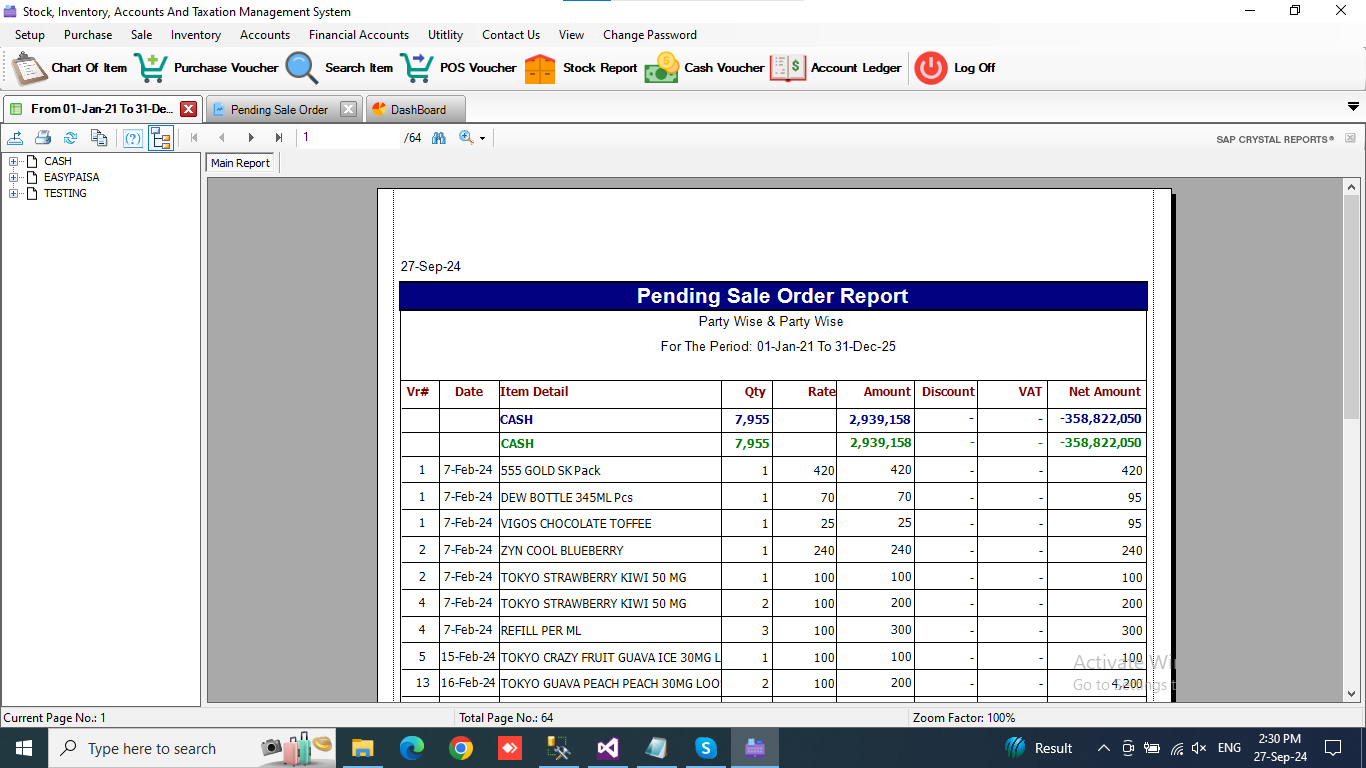 Stock, Inventory, Accounts And Taxation Management System
Setup Purchase Sale Inventory Accounts Financial Accounts Uitility Contact Us View Change Password
Chart Of Item Purchase Voucher Search Item POS Voucher Stock Report Cash Voucher Account Ledger Log Off
From 01-Jan-21 To 31-De... Pending Sale Order DashBoard
1 /64 SAP CRYSTAL REPORTS®
CASH
EASYPAISA
TESTING
Main Report
27-Sep-24
Pending Sale Order Report
Party Wise & Party Wise
For The Period: 01-Jan-21 To 31-Dec-25
Vr# Date Item Detail Qty Rate Amount Discount VAT Net Amount
CASH 7,955 2,939,158 - - -358,822,050
CASH 7,955 2,939,158 - - -358,822,050
1 7-Feb-24 555 GOLD SK Pack 1 420 420 - - 420
1 7-Feb-24 DEW BOTTLE 345ML Pcs 1 70 70 - - 95
1 7-Feb-24 VIGOS CHOCOLATE TOFFEE 1 25 25 - - 95
2 7-Feb-24 ZYN COOL BLUEBERRY 1 240 240 - - 240
2 7-Feb-24 TOKYO STRAWBERRY KIWI 50 MG 1 100 100 - - 100
4 7-Feb-24 TOKYO STRAWBERRY KIWI 50 MG 2 100 200 - - 200
4 7-Feb-24 REFILL PER ML 3 100 300 - - 300
5 15-Feb-24 TOKYO CRAZY FRUIT GUAVA ICE 30MG L 1 100 100 - - 100
13 16-Feb-24 TOKYO GUAVA PEACH PEACH 30MG LOO 2 100 200 - - 4,200
Activate Wi
Go to Settings t
Current Page No.: 1 Total Page No.: 64 Zoom Factor: 100%
Type here to search Result ENG 2:30 PM
27-Sep-24